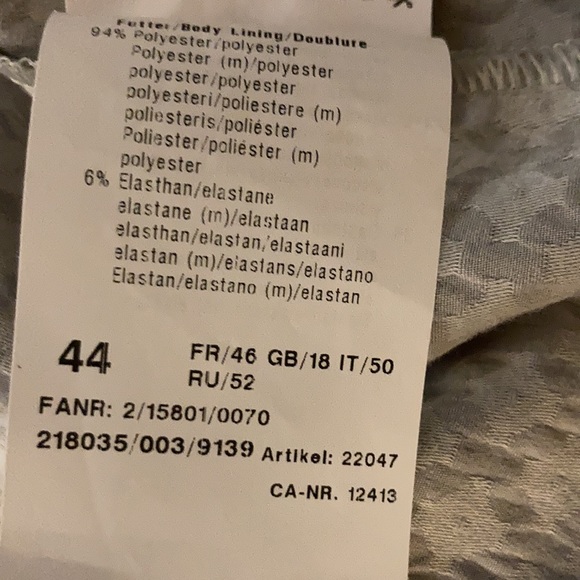 Futter/Body Lining/Doublure
94% Polyester/polyester
Polyester (m)/polyester
polyester/polyester
polyesteri/poliestere (m)
poliesteris/poliéster
Poliester/poliéster (m)
polyester
6% Elasthan/elastane
elastane (m)/elastaan
elasthan/elastan/elastaani
elastan (m)/elastans/elastano
Elastan/elastano (m)/elastan
44 FR/46 GB/18 IT/50
RU/52
FANR: 2/15801/0070
218035/003/9139 Artikel: 22047
CA-NR. 12413